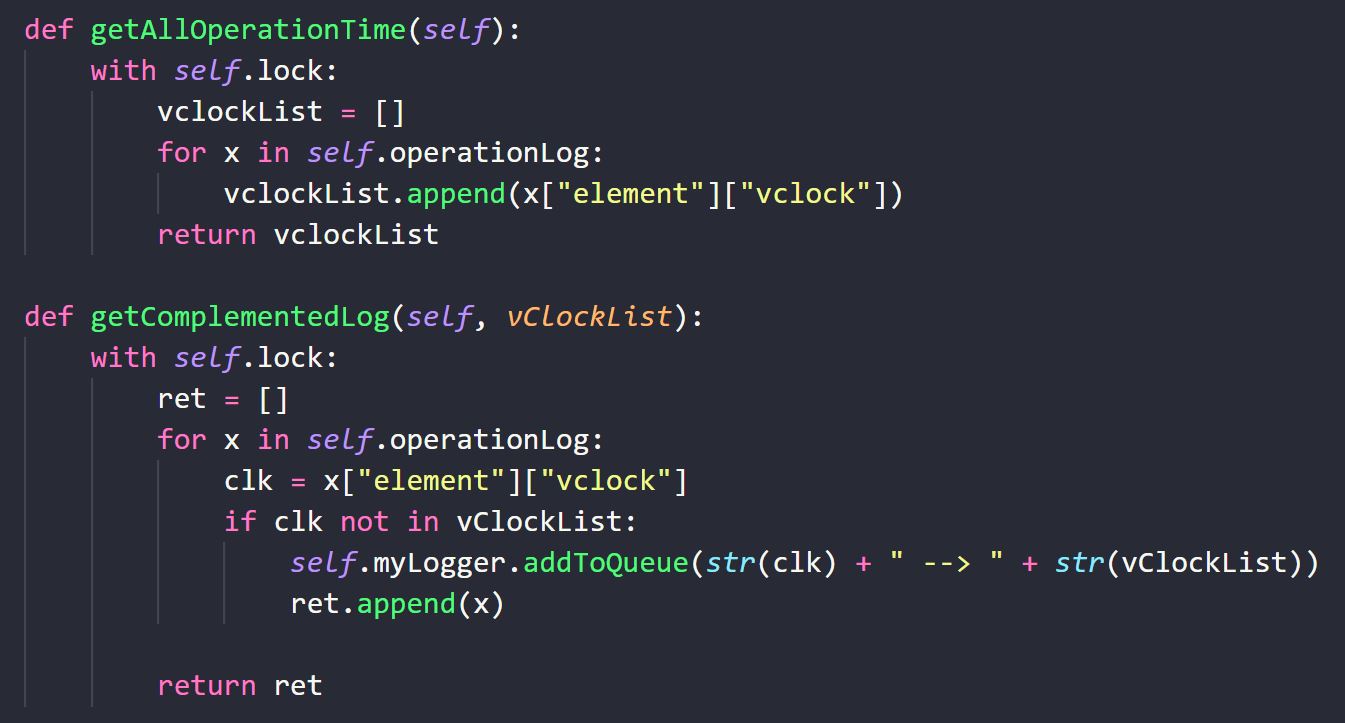 def getAllOperationTime(self):
    with self.lock:
        vclockList = []
        for x in self.operationLog:
            vclockList.append(x["element"]["vclock"])
        return vclockList

def getComplementedLog(self, vClockList):
    with self.lock:
        ret = []
        for x in self.operationLog:
            clk = x["element"]["vclock"]
            if clk not in vClockList:
                self.myLogger.addToQueue(str(clk) + " --> " + str(vClockList))
                ret.append(x)

        return ret